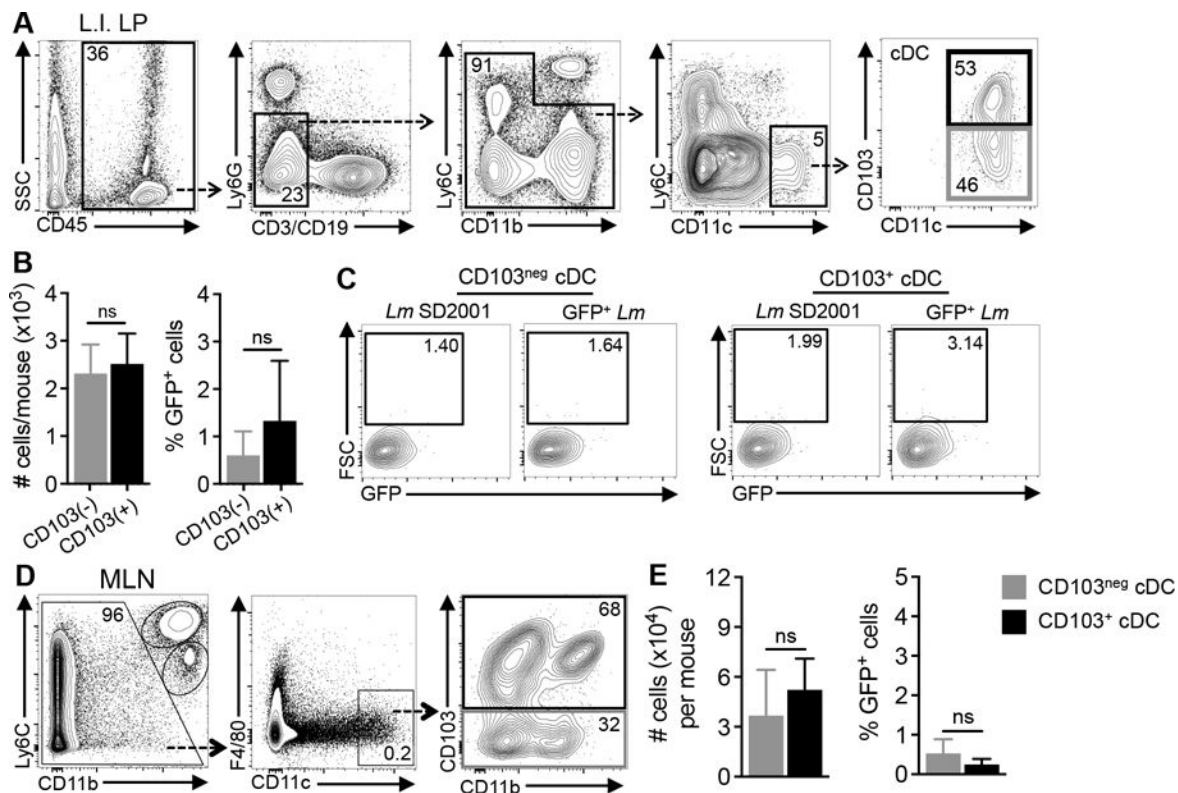 A
L.I. LP
36
SSC
CD45
23
Ly6G
CD3/CD19
91
Ly6C
CD11b
5
Ly6C
CD11c
cDC
53
46
CD103
CD11c
B
# cells/mouse (x10³)
4
3
2
1
0
ns
CD103(-)
CD103(+)
% GFP⁺ cells
4
3
2
1
0
ns
CD103(-)
CD103(+)
C
CD103ⁿᵉᵍ cDC
Lm SD2001
GFP⁺ Lm
1.40
1.64
FSC
GFP
CD103⁺ cDC
Lm SD2001
GFP⁺ Lm
1.99
3.14
FSC
GFP
D
MLN
96
Ly6C
CD11b
0.2
F4/80
CD11c
68
32
CD103
CD11b
E
# cells (x10⁴)
per mouse
12
9
6
3
0
ns
% GFP⁺ cells
5
4
3
2
1
0
ns
CD103ⁿᵉᵍ cDC
CD103⁺ cDC